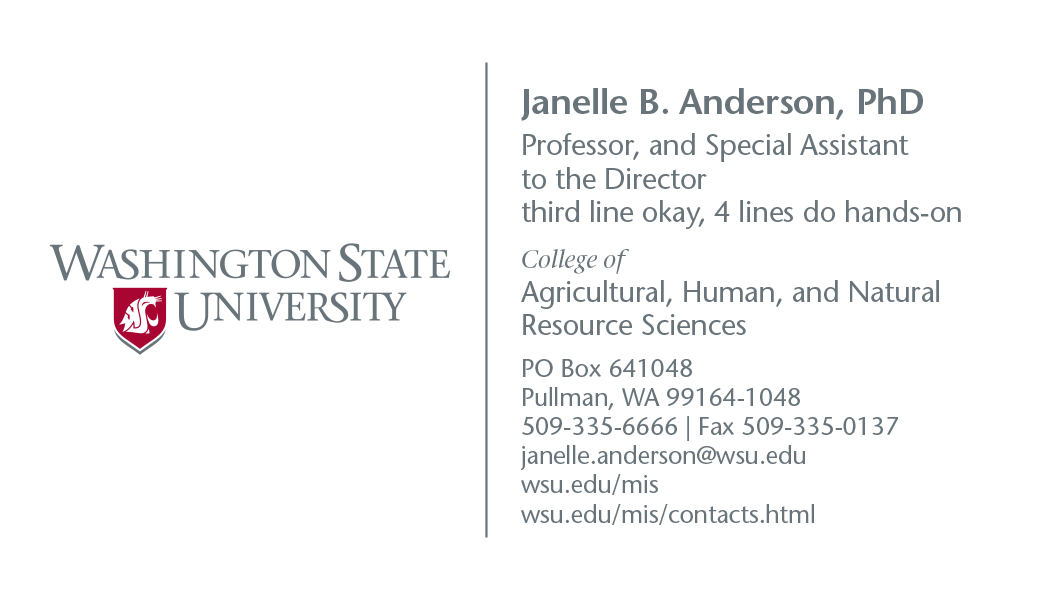 WASHINGTON STATE
UNIVERSITY
Janelle B. Anderson, PhD
Professor, and Special Assistant
to the Director
third line okay, 4 lines do hands-on
College of
Agricultural, Human, and Natural
Resource Sciences
PO Box 641048
Pullman, WA 99164-1048
509-335-6666 | Fax 509-335-0137
janelle.anderson@wsu.edu
wsu.edu/mis
wsu.edu/mis/contacts.html